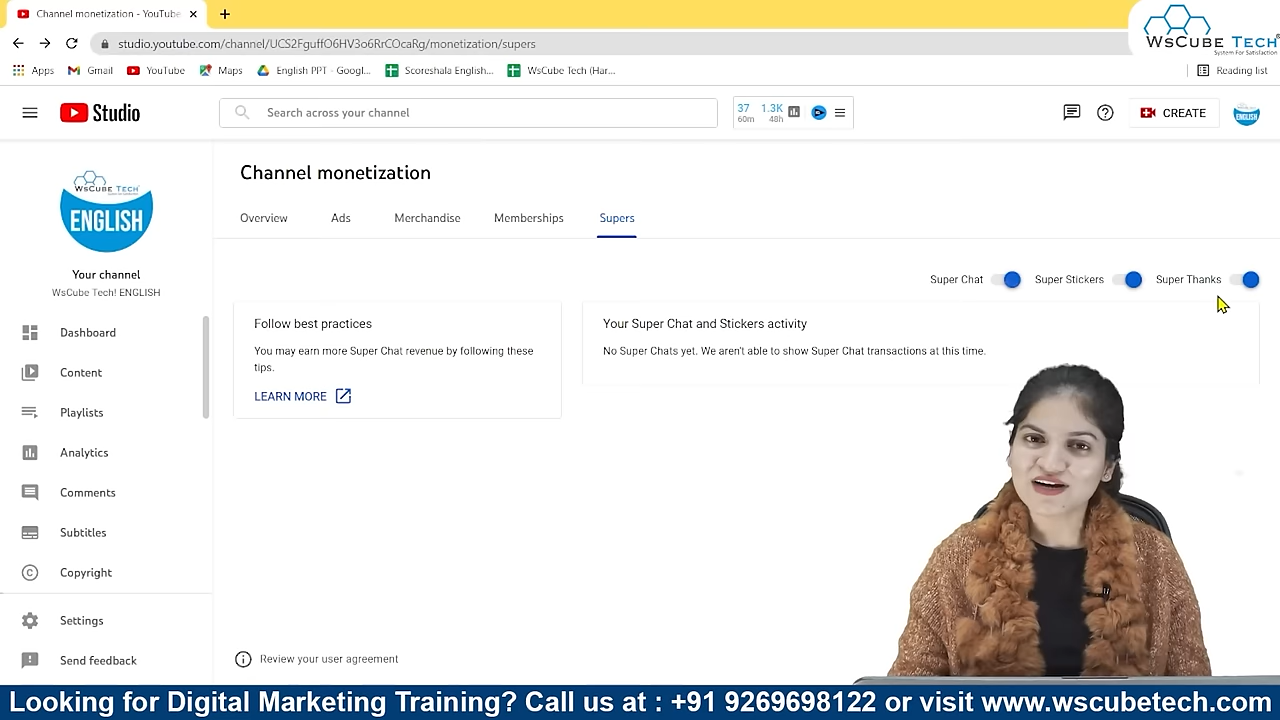 Channel monetization - YouTube
WsCube Tech
System For Satisfaction
studio.youtube.com/channel/UCS2FguffO6HV3o6RrCOcaRg/monetization/supers
Apps Gmail YouTube Maps English PPT - Googl... Scoreshala English... WsCube Tech (Har... Reading list
Studio
Search across your channel
37 1.3K
60m 48h
CREATE
ENGLISH
Channel monetization
Overview Ads Merchandise Memberships Supers
WsCube Tech
ENGLISH
Your channel
WsCube Tech! ENGLISH
Super Chat Super Stickers Super Thanks
Follow best practices
You may earn more Super Chat revenue by following these
tips.
LEARN MORE
Your Super Chat and Stickers activity
No Super Chats yet. We aren't able to show Super Chat transactions at this time.
Dashboard
Content
Playlists
Analytics
Comments
Subtitles
Copyright
Settings
Send feedback
Review your user agreement
Looking for Digital Marketing Training? Call us at : +91 9269698122 or visit www.wscubetech.com